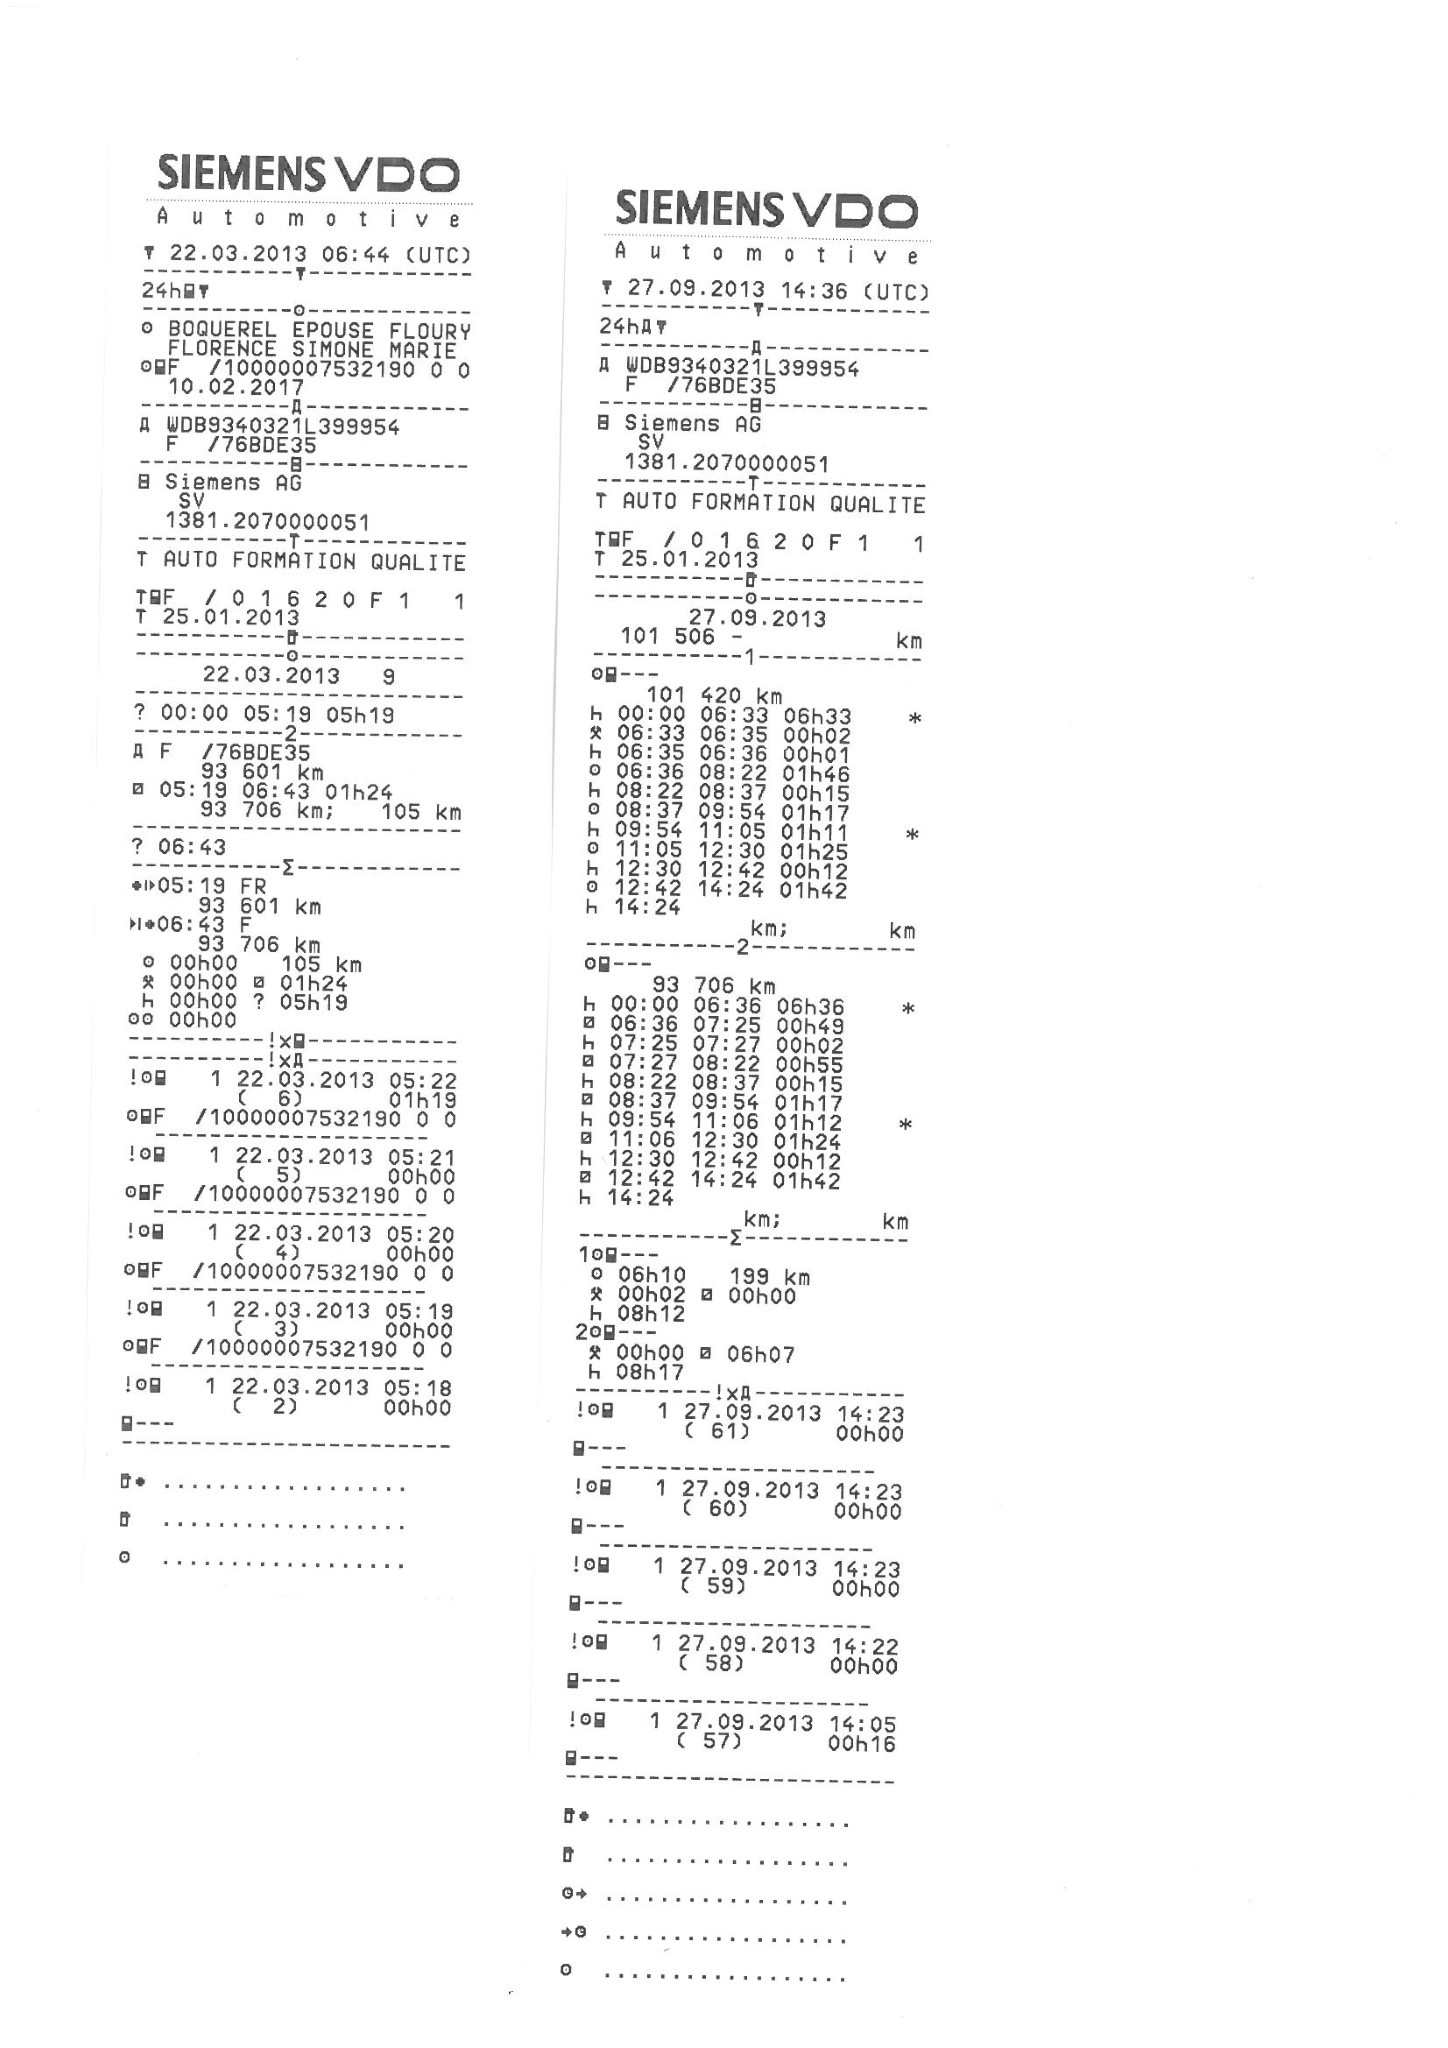 SIEMENS VDO
Automotive
▼ 22.03.2013 06:44 (UTC)
24h▼
BOQUEREL EPOUSE FLOURY
FLORENCE SIMONE MARIE
F /10000007532190 0 0
10.02.2017
A WDB9340321L399954
F /76BDE35
Siemens AG
SV
1381.2070000051
T AUTO FORMATION QUALITE
TF / 0 1 6 2 0 F 1 1
T 25.01.2013
22.03.2013 9
? 00:00 05:19 05h19
-----------2------------
A F /76BDE35
93 601 km
05:19 06:43 01h24
93 706 km; 105 km
? 06:43
-----------Σ------------
05:19 FR
93 601 km
06:43 F
93 706 km
00h00 105 km
00h00 01h24
h 00h00 ? 05h19
00h00
----------!x-----------
----------!xA-----------
! 1 22.03.2013 05:22
( 6) 01h19
F /10000007532190 0 0
! 1 22.03.2013 05:21
( 5) 00h00
F /10000007532190 0 0
! 1 22.03.2013 05:20
( 4) 00h00
F /10000007532190 0 0
! 1 22.03.2013 05:19
( 3) 00h00
F /10000007532190 0 0
! 1 22.03.2013 05:18
( 2) 00h00
---
..................
..................
..................
SIEMENS VDO
Automotive
▼ 27.09.2013 14:36 (UTC)
24hA▼
A WDB9340321L399954
F /76BDE35
Siemens AG
SV
1381.2070000051
T AUTO FORMATION QUALITE
TF / 0 1 6 2 0 F 1 1
T 25.01.2013
27.09.2013
101 506 - km
-----------1------------
---
101 420 km
h 00:00 06:33 06h33 *
06:33 06:35 00h02
h 06:35 06:36 00h01
06:36 08:22 01h46
h 08:22 08:37 00h15
08:37 09:54 01h17
h 09:54 11:05 01h11 *
11:05 12:30 01h25
h 12:30 12:42 00h12
12:42 14:24 01h42
h 14:24
km; km
-----------2------------
---
93 706 km
h 00:00 06:36 06h36 *
06:36 07:25 00h49
h 07:25 07:27 00h02
07:27 08:22 00h55
h 08:22 08:37 00h15
08:37 09:54 01h17
h 09:54 11:06 01h12 *
11:06 12:30 01h24
h 12:30 12:42 00h12
12:42 14:24 01h42
h 14:24
km; km
-----------Σ------------
1---
06h10 199 km
00h02 00h00
h 08h12
2---
00h00 06h07
h 08h17
----------!xA-----------
! 1 27.09.2013 14:23
( 61) 00h00
---
! 1 27.09.2013 14:23
( 60) 00h00
---
! 1 27.09.2013 14:23
( 59) 00h00
---
! 1 27.09.2013 14:22
( 58) 00h00
---
! 1 27.09.2013 14:05
( 57) 00h16
---
..................
..................
..................
..................
..................